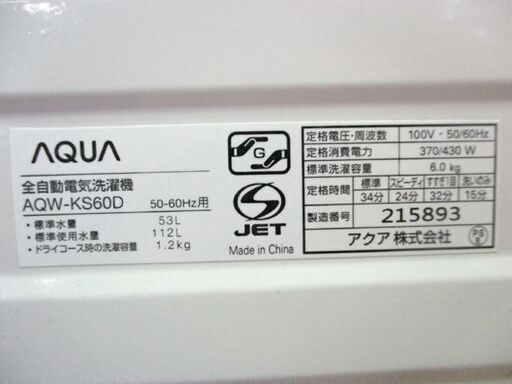 AQUA
全自動電気洗濯機
AQW-KS60D 50-60Hz用
・標準水量 53L
・標準使用水量 112L
・ドライコース時の洗濯容量 1.2kg
G
S
JET
Made in China
定格電圧・周波数 100V・50/60Hz
定格消費電力 370/430 W
標準洗濯容量 6.0 kg
定格時間 標準 スピーディ すすぎ1回 洗いのみ
34分 24分 32分 15分
製造番号 215893
アクア株式会社
PS
E